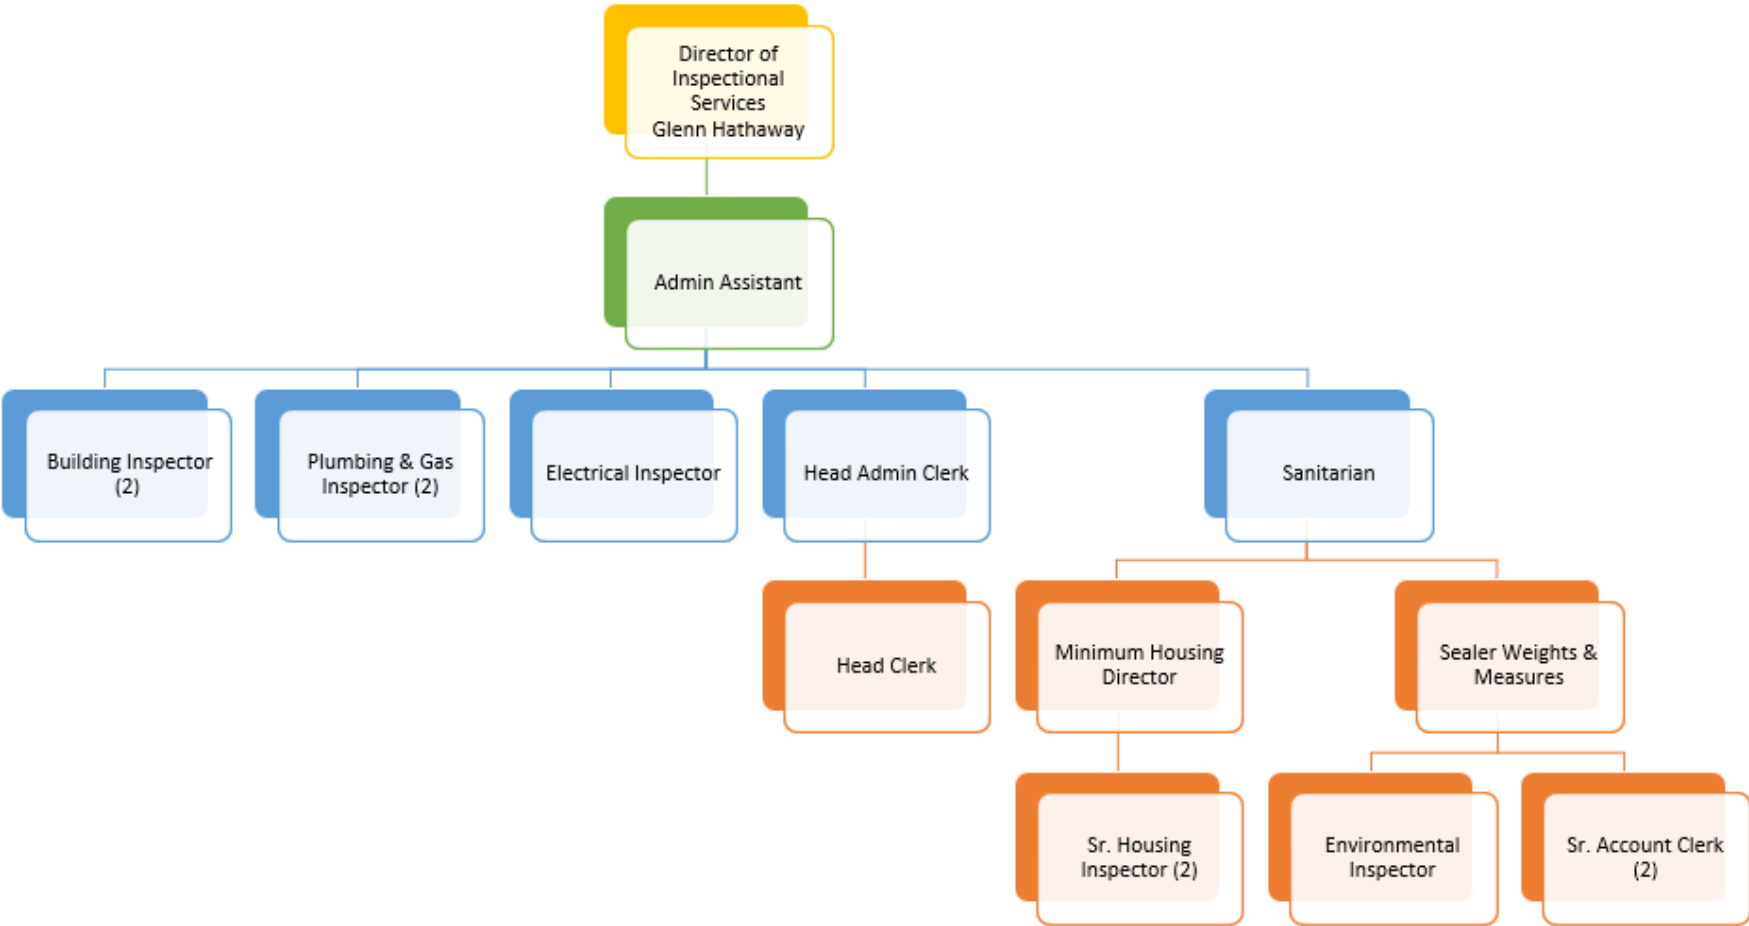 Director of
Inspectional
Services
Glenn Hathaway
Admin Assistant
Building Inspector
(2)
Plumbing & Gas
Inspector (2)
Electrical Inspector
Head Admin Clerk
Sanitarian
Head Clerk
Minimum Housing
Director
Sealer Weights &
Measures
Sr. Housing
Inspector (2)
Environmental
Inspector
Sr. Account Clerk
(2)